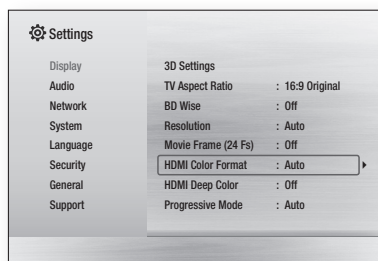 Settings
Display
Audio
Network
System
Language
Security
General
Support
3D Settings
TV Aspect Ratio : 16:9 Original
BD Wise : Off
Resolution : Auto
Movie Frame (24 Fs) : Off
HDMI Color Format : Auto
HDMI Deep Color : Off
Progressive Mode : Auto